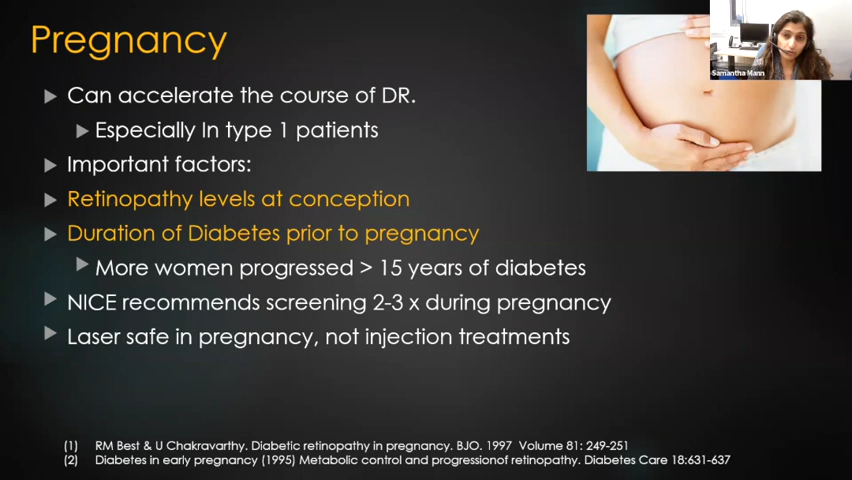 Pregnancy
Samantha Mann
Can accelerate the course of DR.
Especially In type 1 patients
Important factors:
Retinopathy levels at conception
Duration of Diabetes prior to pregnancy
More women progressed > 15 years of diabetes
NICE recommends screening 2-3 x during pregnancy
Laser safe in pregnancy, not injection treatments
(1) RM Best & U Chakravarthy. Diabetic retinopathy in pregnancy. BJO. 1997 Volume 81: 249-251
(2) Diabetes in early pregnancy (1995) Metabolic control and progressionof retinopathy. Diabetes Care 18:631-637